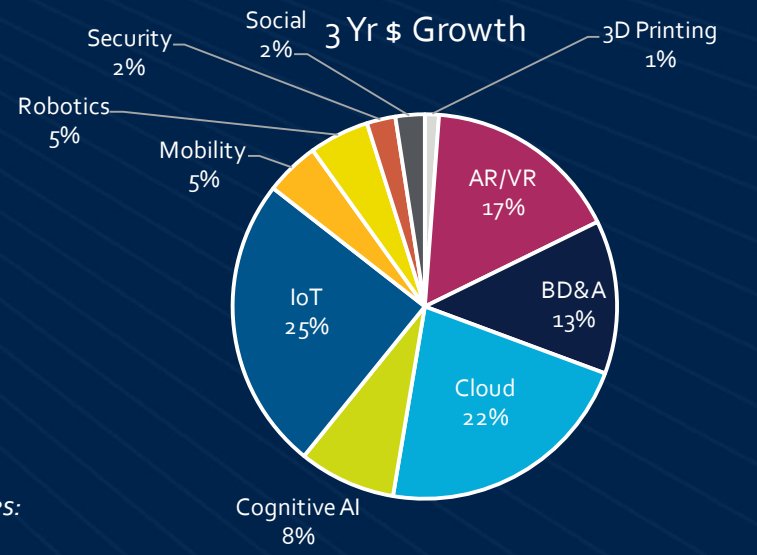 3 Yr $ Growth
Social
2%
3D Printing
1%
Security
2%
Robotics
5%
Mobility
5%
AR/VR
17%
BD&A
13%
IoT
25%
Cloud
22%
Cognitive AI
8%